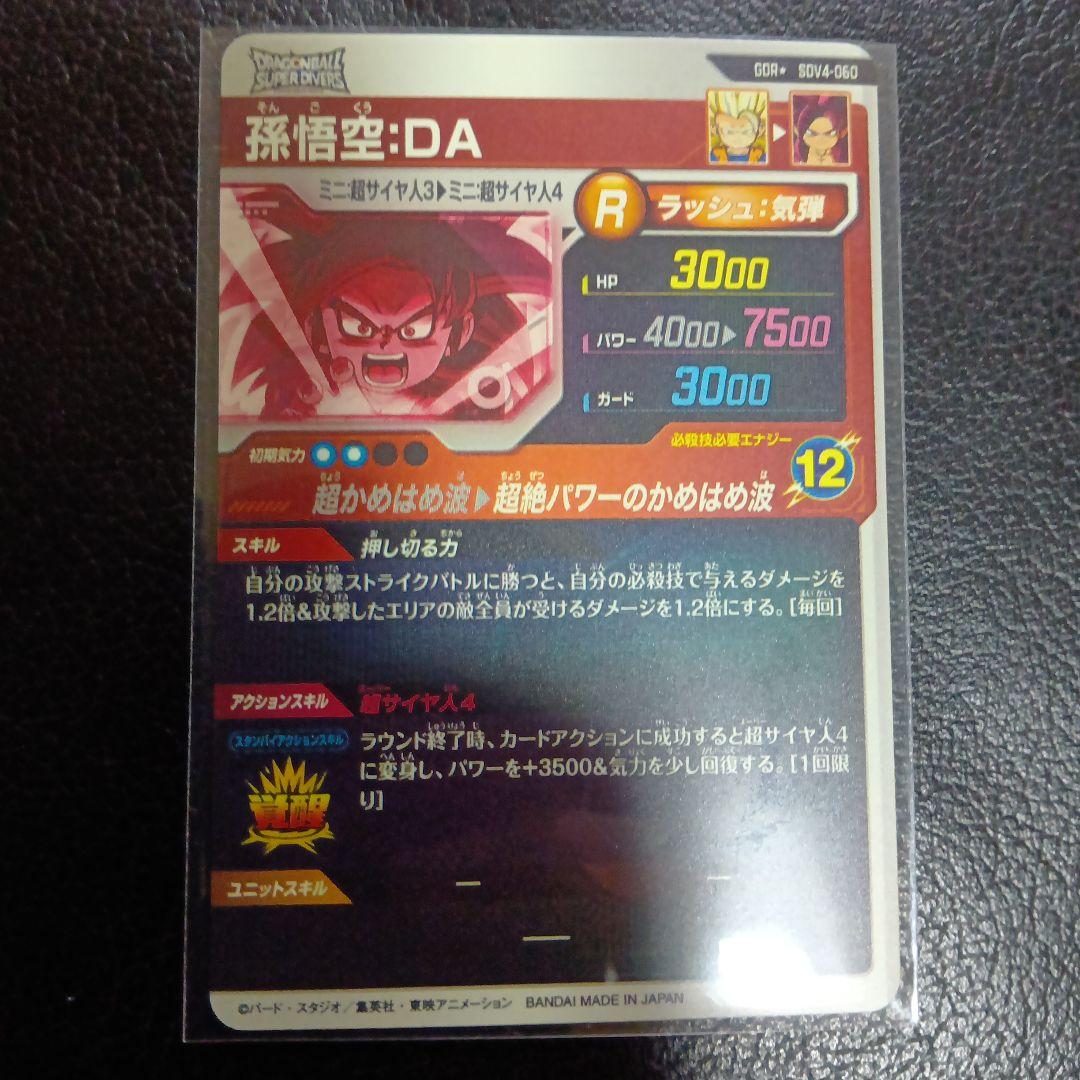 DRAGONBALL
SUPER DIVERS
GDR★ SDV4-060
そん ご くう
孫悟空:DA
ミニ:超サイヤ人3▶ミニ:超サイヤ人4
R ラッシュ:気弾
HP 3000
パワー 4000▶7500
ガード 3000
初期気力
必殺技必要エナジー
12
超かめはめ波▶超絶パワーのかめはめ波
スキル 押し切る力
自分の攻撃ストライクバトルに勝つと、自分の必殺技で与えるダメージを
1.2倍&攻撃したエリアの敵全員が受けるダメージを1.2倍にする。[毎回]
アクションスキル 超サイヤ人4
スタンバイアクションスキル
覚醒
ラウンド終了時、カードアクションに成功すると超サイヤ人4
に変身し、パワーを+3500&気力を少し回復する。[1回限
り]
ユニットスキル
©バード・スタジオ/集英社・東映アニメーション BANDAI MADE IN JAPAN